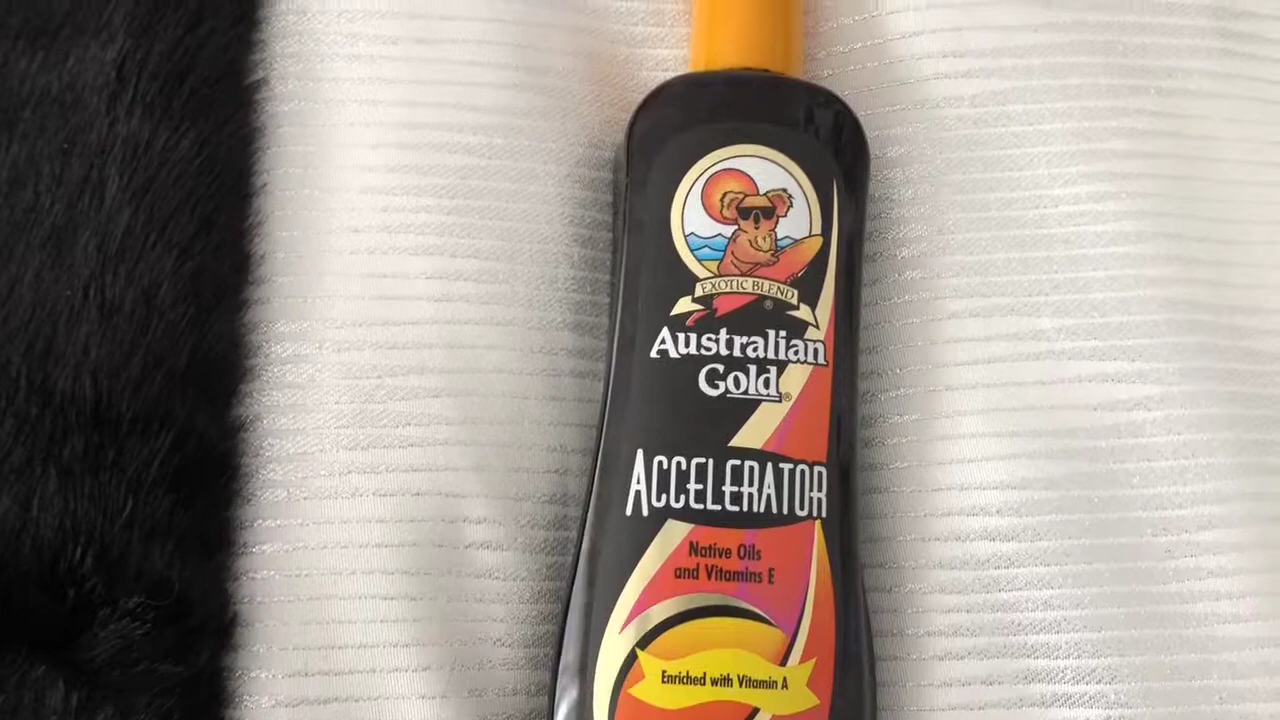 EXOTIC BLEND
®
Australian
Gold®
ACCELERATOR
Native Oils
and Vitamins E
Enriched with Vitamin A